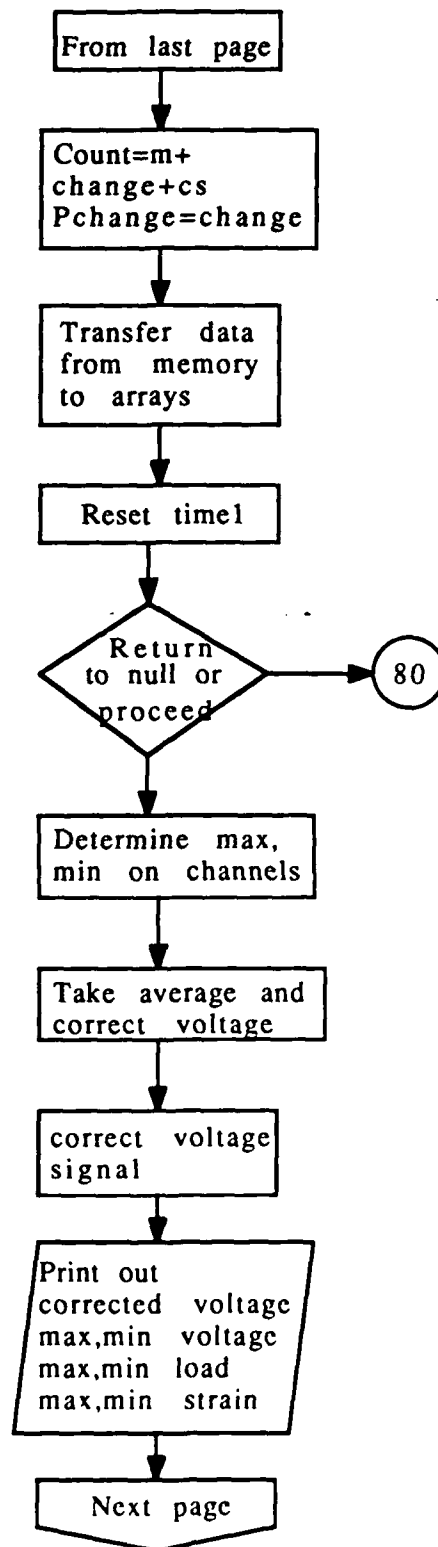 From last page
Count=m+
change+cs
Pchange=change
Transfer data
from memory
to arrays
Reset time1
Return
to null or
proceed
80
Determine max,
min on channels
Take average and
correct voltage
correct voltage
signal
Print out
corrected voltage
max,min voltage
max,min load
max,min strain
Next page